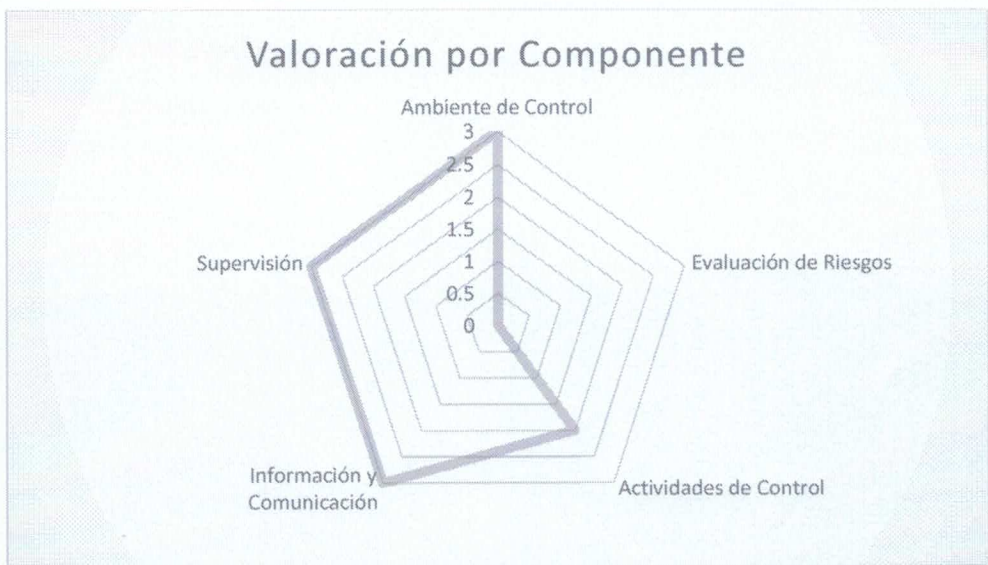 Valoración por Componente
Ambiente de Control
3
2.5
2
1.5
1
0.5
0
Supervisión
Evaluación de Riesgos
Información y
Comunicación
Actividades de Control